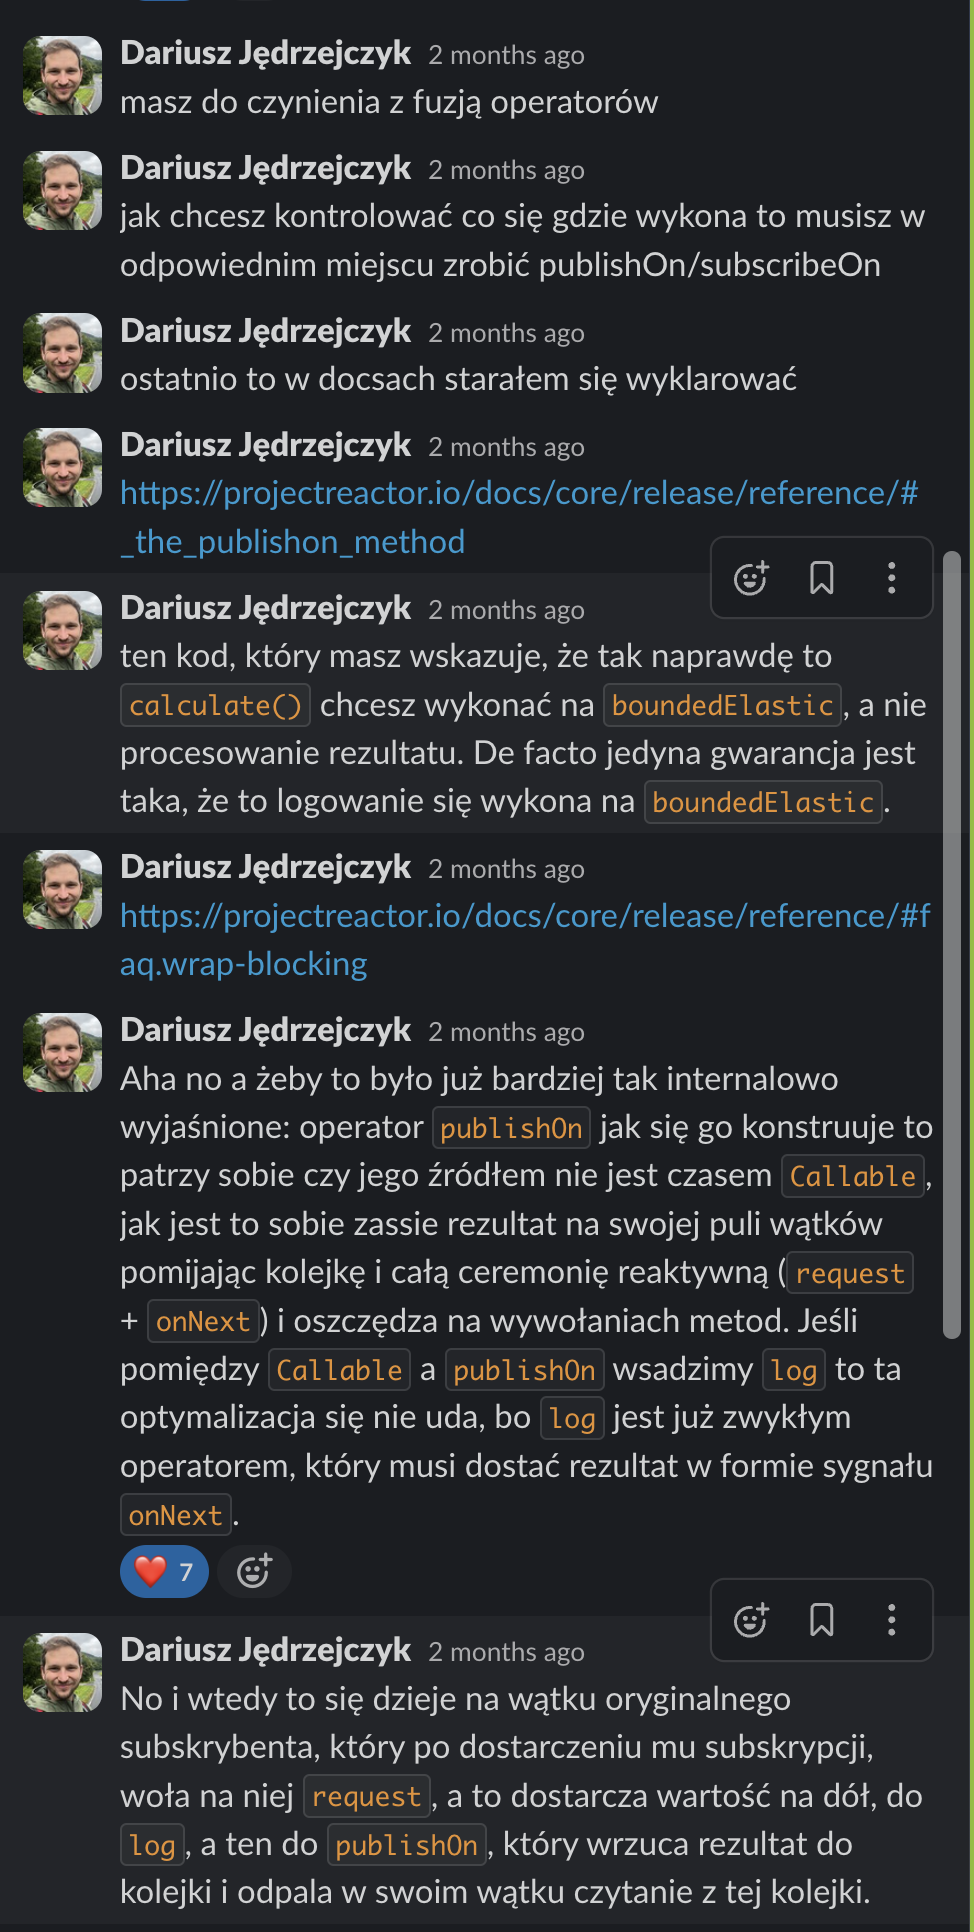 Dariusz Jędrzejczyk 2 months ago
masz do czynienia z fuzją operatorów
Dariusz Jędrzejczyk 2 months ago
jak chcesz kontrolować co się gdzie wykona to musisz w
odpowiednim miejscu zrobić publishOn/subscribeOn
Dariusz Jędrzejczyk 2 months ago
ostatnio to w docsach starałem się wyklarować
Dariusz Jędrzejczyk 2 months ago
https://projectreactor.io/docs/core/release/reference/#
_the_publishon_method
Dariusz Jędrzejczyk 2 months ago
ten kod, który masz wskazuje, że tak naprawdę to
calculate() chcesz wykonać na boundedElastic, a nie
procesowanie rezultatu. De facto jedyna gwarancja jest
taka, że to logowanie się wykona na boundedElastic.
Dariusz Jędrzejczyk 2 months ago
https://projectreactor.io/docs/core/release/reference/#f
aq.wrap-blocking
Dariusz Jędrzejczyk 2 months ago
Aha no a żeby to było już bardziej tak internalowo
wyjaśnione: operator publishOn jak się go konstruuje to
patrzy sobie czy jego źródłem nie jest czasem Callable,
jak jest to sobie zassie rezultat na swojej puli wątków
pomijając kolejkę i całą ceremonię reaktywną (request
+ onNext) i oszczędza na wywołaniach metod. Jeśli
pomiędzy Callable a publishOn wsadzimy log to ta
optymalizacja się nie uda, bo log jest już zwykłym
operatorem, który musi dostać rezultat w formie sygnału
onNext.
7
Dariusz Jędrzejczyk 2 months ago
No i wtedy to się dzieje na wątku oryginalnego
subskrybenta, który po dostarczeniu mu subskrypcji,
woła na niej request, a to dostarcza wartość na dół, do
log, a ten do publishOn, który wrzuca rezultat do
kolejki i odpala w swoim wątku czytanie z tej kolejki.